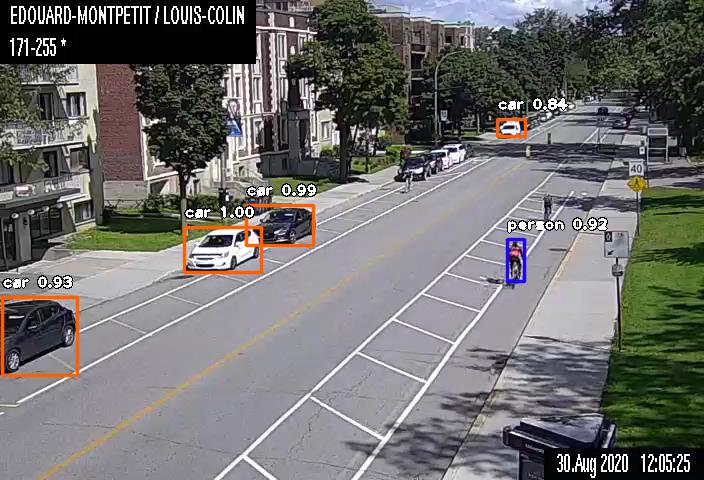 EDOUARD-MONTPETIT / LOUIS-COLIN
171-255 *
car 0.84
car 0.99
car 1.00
person 0.92
car 0.93
40
30.Aug 2020 12:05:25